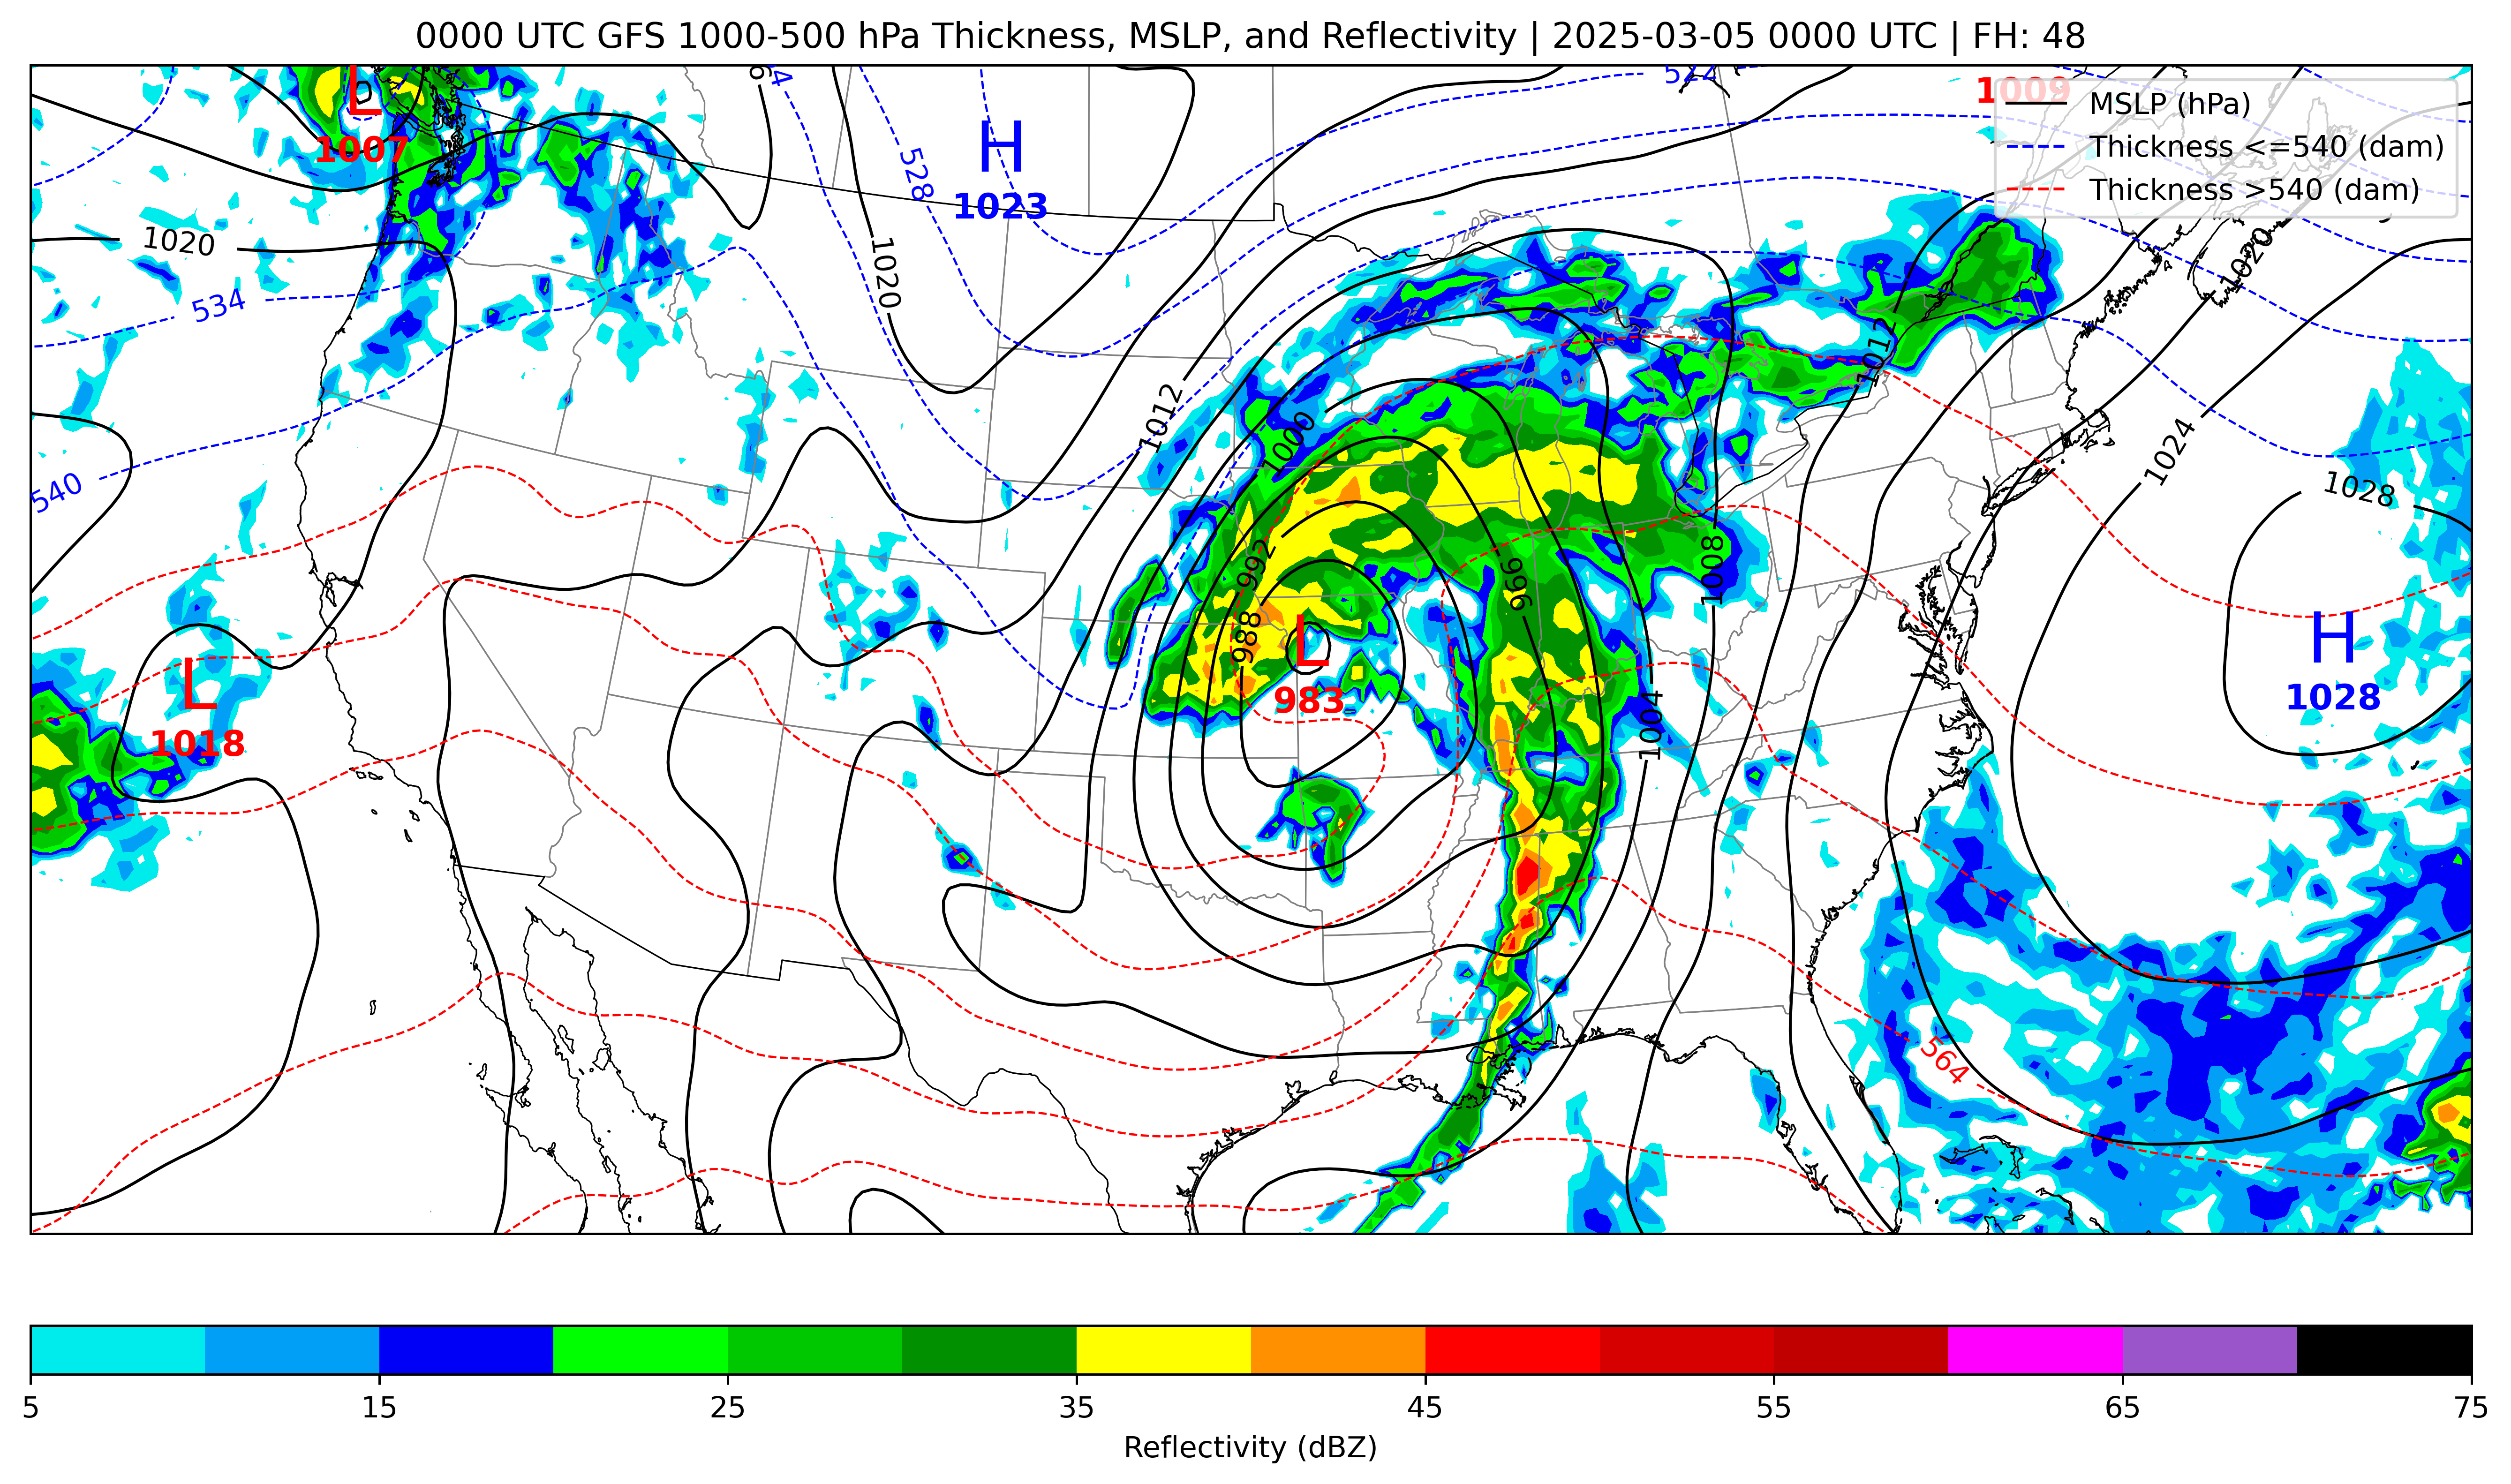 0000 UTC GFS 1000-500 hPa Thickness, MSLP, and Reflectivity | 2025-03-05 0000 UTC | FH: 48
L
1007
H
1023
522
1009
MSLP (hPa)
Thickness <=540 (dam)
Thickness >540 (dam)
528
1020
1020
1020
534
1012
1012
1000
1024
540
1028
992
996
1008
988
L
983
H
1028
L
1018
1004
564
5 15 25 35 45 55 65 75
Reflectivity (dBZ)